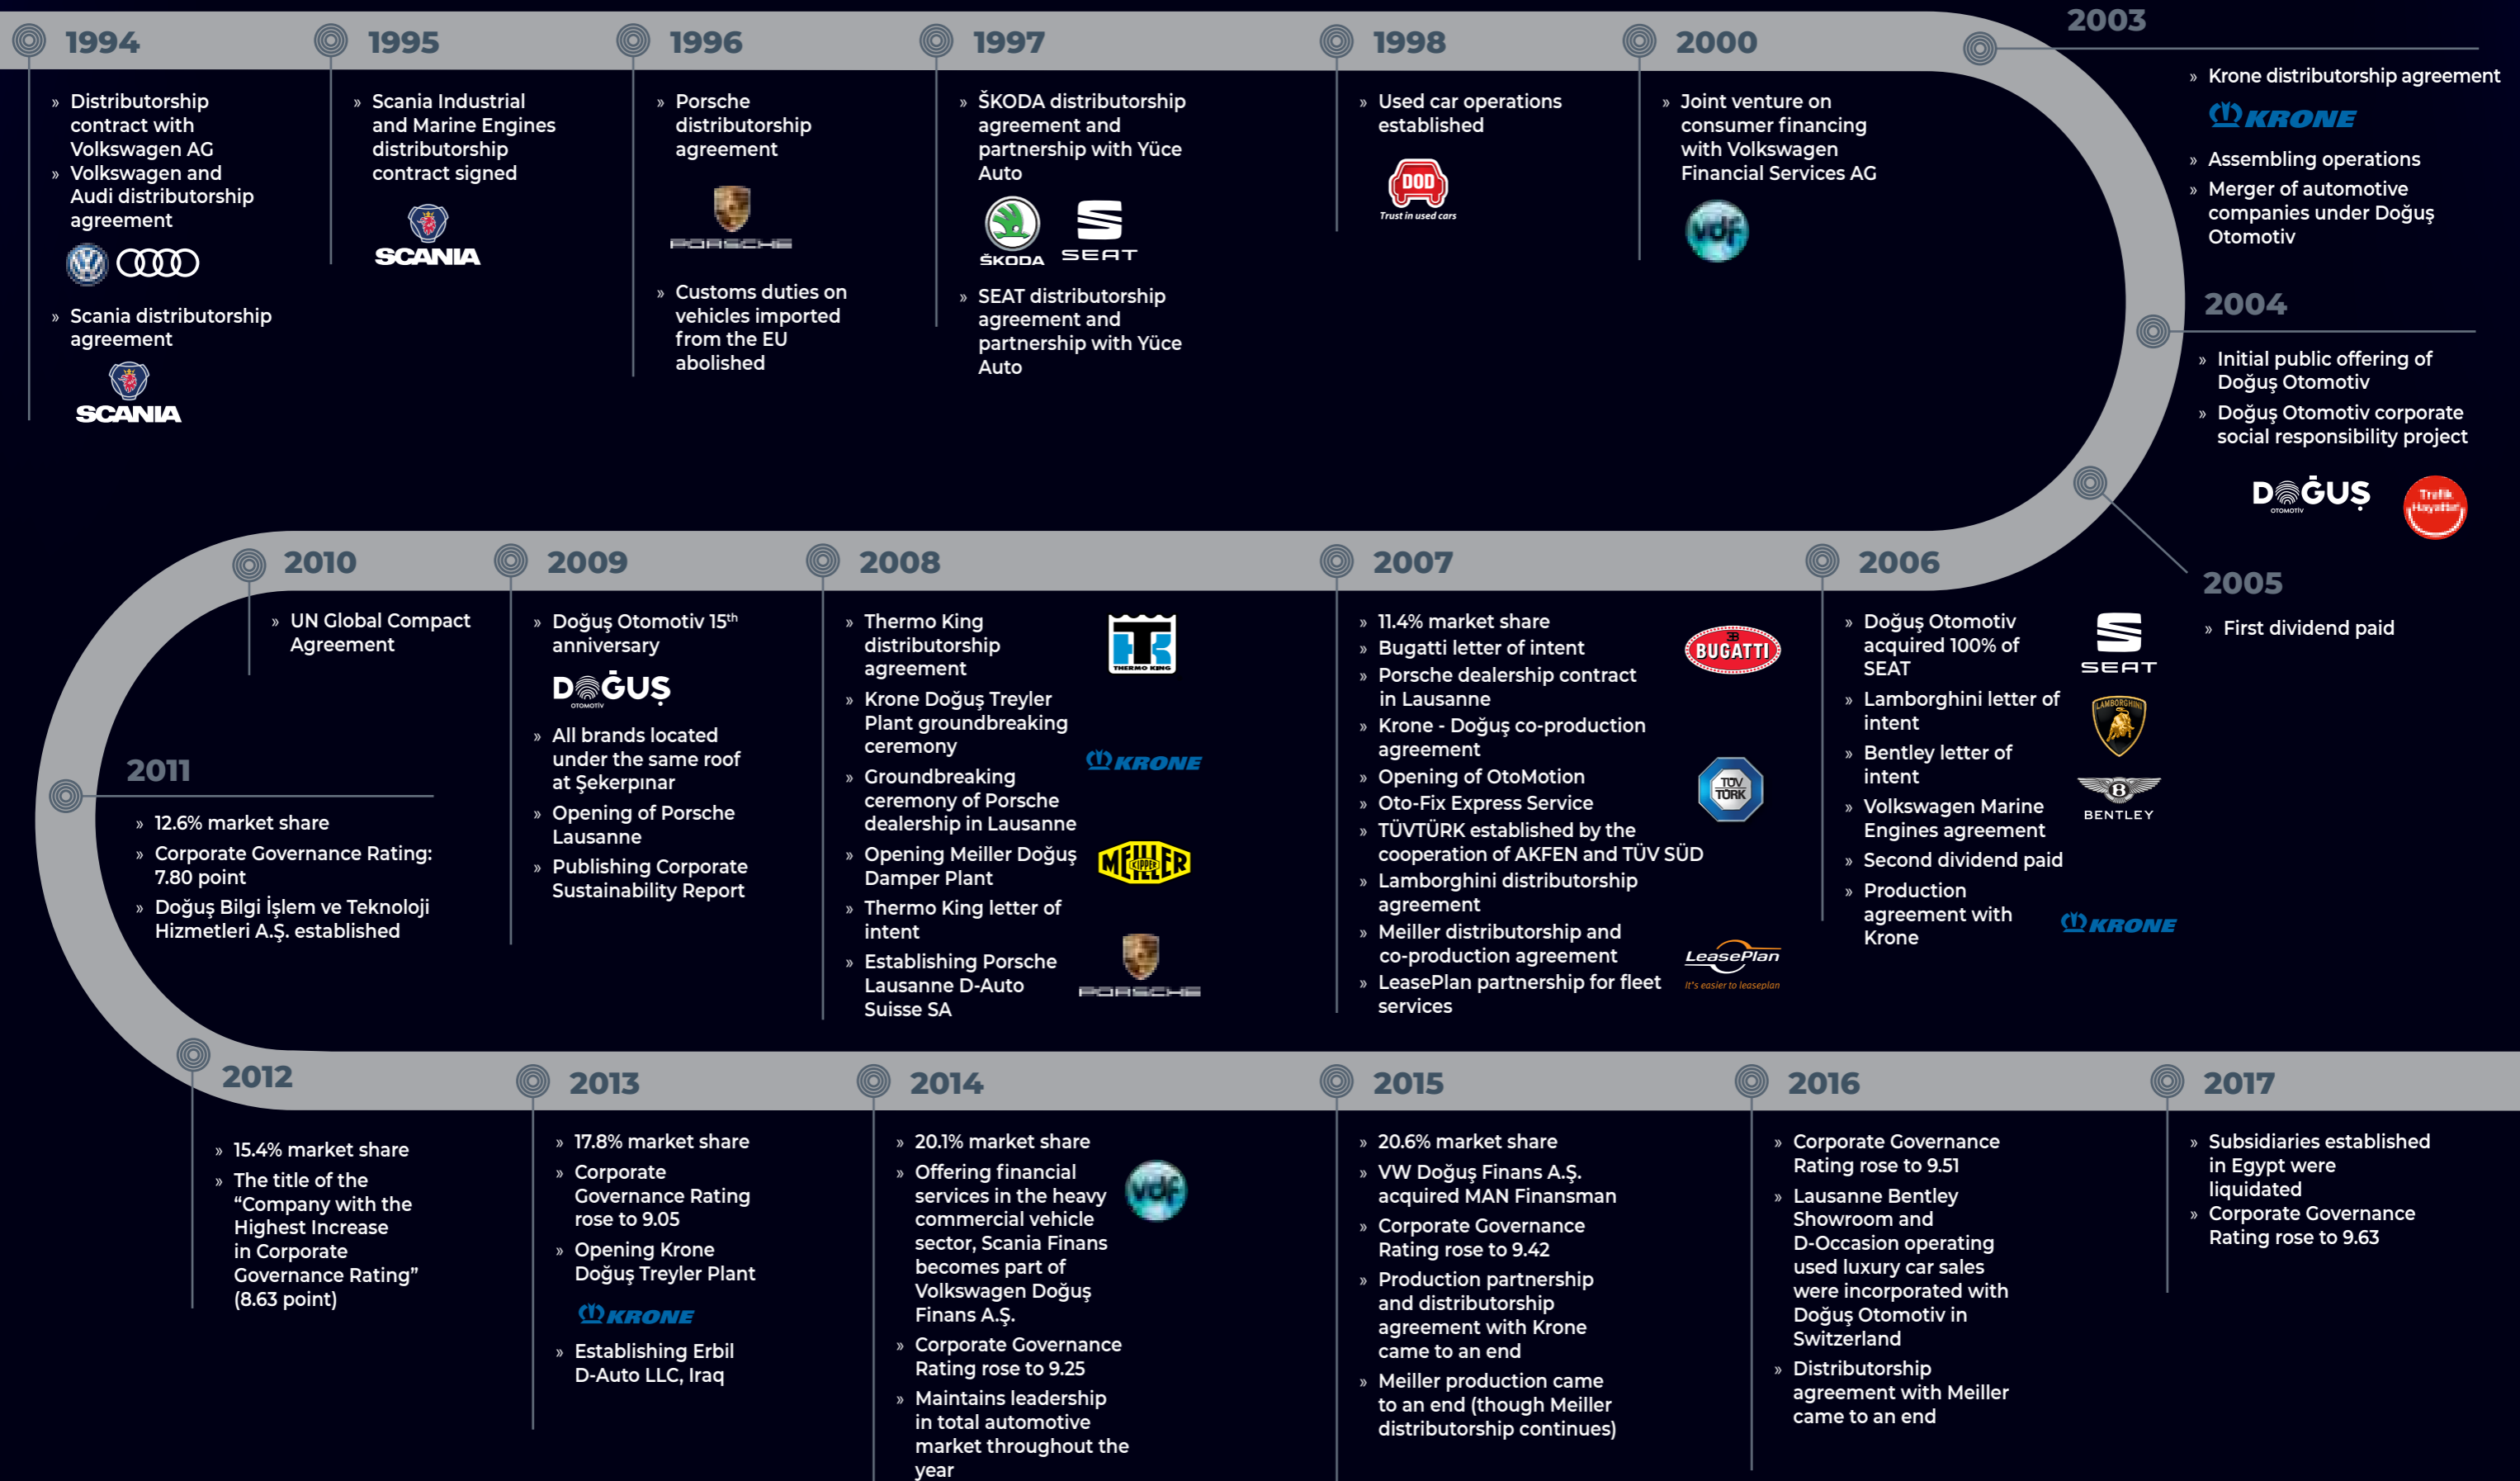 1994
» Distributorship
contract with
Volkswagen AG
» Volkswagen and
Audi distributorship
agreement
» Scania distributorship
agreement
SCANIA
1995
» Scania Industrial
and Marine Engines
distributorship
contract signed
SCANIA
1996
» Porsche
distributorship
agreement
PORSCHE
» Customs duties on
vehicles imported
from the EU
abolished
1997
» ŠKODA distributorship
agreement and
partnership with Yüce
Auto
ŠKODA
SEAT
» SEAT distributorship
agreement and
partnership with Yüce
Auto
1998
» Used car operations
established
DOD
Trust in used cars
2000
» Joint venture on
consumer financing
with Volkswagen
Financial Services AG
vdf
2003
» Krone distributorship agreement
KRONE
» Assembling operations
» Merger of automotive
companies under Doğuş
Otomotiv
2004
» Initial public offering of
Doğuş Otomotiv
» Doğuş Otomotiv corporate
social responsibility project
DOĞUŞ
OTOMOTİV
Trafik
Hayattır!
2005
» First dividend paid
2006
» Doğuş Otomotiv
acquired 100% of
SEAT
SEAT
» Lamborghini letter of
intent
LAMBORGHINI
» Bentley letter of
intent
B
BENTLEY
» Volkswagen Marine
Engines agreement
» Second dividend paid
» Production
agreement with
Krone
KRONE
2007
» 11.4% market share
» Bugatti letter of intent
BUGATTI
» Porsche dealership contract
in Lausanne
» Krone - Doğuş co-production
agreement
» Opening of OtoMotion
» Oto-Fix Express Service
TÜV
TÜRK
» TÜVTÜRK established by the
cooperation of AKFEN and TÜV SÜD
» Lamborghini distributorship
agreement
» Meiller distributorship and
co-production agreement
» LeasePlan partnership for fleet
services
LeasePlan
It's easier to leaseplan
2008
» Thermo King
distributorship
agreement
THERMO KING
» Krone Doğuş Treyler
Plant groundbreaking
ceremony
KRONE
» Groundbreaking
ceremony of Porsche
dealership in Lausanne
» Opening Meiller Doğuş
Damper Plant
MEILLER
KIPPER
» Thermo King letter of
intent
» Establishing Porsche
Lausanne D-Auto
Suisse SA
PORSCHE
2009
» Doğuş Otomotiv 15th
anniversary
DOĞUŞ
OTOMOTİV
» All brands located
under the same roof
at Şekerpınar
» Opening of Porsche
Lausanne
» Publishing Corporate
Sustainability Report
2010
» UN Global Compact
Agreement
2011
» 12.6% market share
» Corporate Governance Rating:
7.80 point
» Doğuş Bilgi İşlem ve Teknoloji
Hizmetleri A.Ş. established
2012
» 15.4% market share
» The title of the
“Company with the
Highest Increase
in Corporate
Governance Rating”
(8.63 point)
2013
» 17.8% market share
» Corporate
Governance Rating
rose to 9.05
» Opening Krone
Doğuş Treyler Plant
KRONE
» Establishing Erbil
D-Auto LLC, Iraq
2014
» 20.1% market share
» Offering financial
services in the heavy
commercial vehicle
sector, Scania Finans
becomes part of
Volkswagen Doğuş
Finans A.Ş.
vdf
» Corporate Governance
Rating rose to 9.25
» Maintains leadership
in total automotive
market throughout the
year
2015
» 20.6% market share
» VW Doğuş Finans A.Ş.
acquired MAN Finansman
» Corporate Governance
Rating rose to 9.42
» Production partnership
and distributorship
agreement with Krone
came to an end
» Meiller production came
to an end (though Meiller
distributorship continues)
2016
» Corporate Governance
Rating rose to 9.51
» Lausanne Bentley
Showroom and
D-Occasion operating
used luxury car sales
were incorporated with
Doğuş Otomotiv in
Switzerland
» Distributorship
agreement with Meiller
came to an end
2017
» Subsidiaries established
in Egypt were
liquidated
» Corporate Governance
Rating rose to 9.63